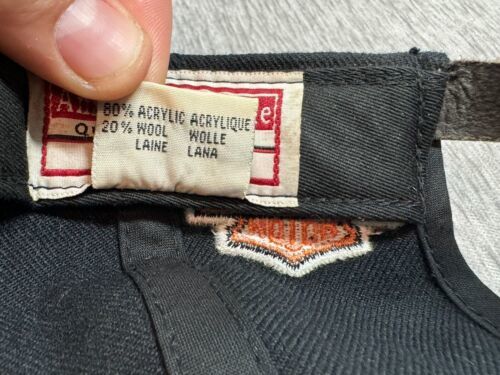 80% ACRYLIC ACRYLIQUE
20% WOOL WOLLE
LAINE LANA